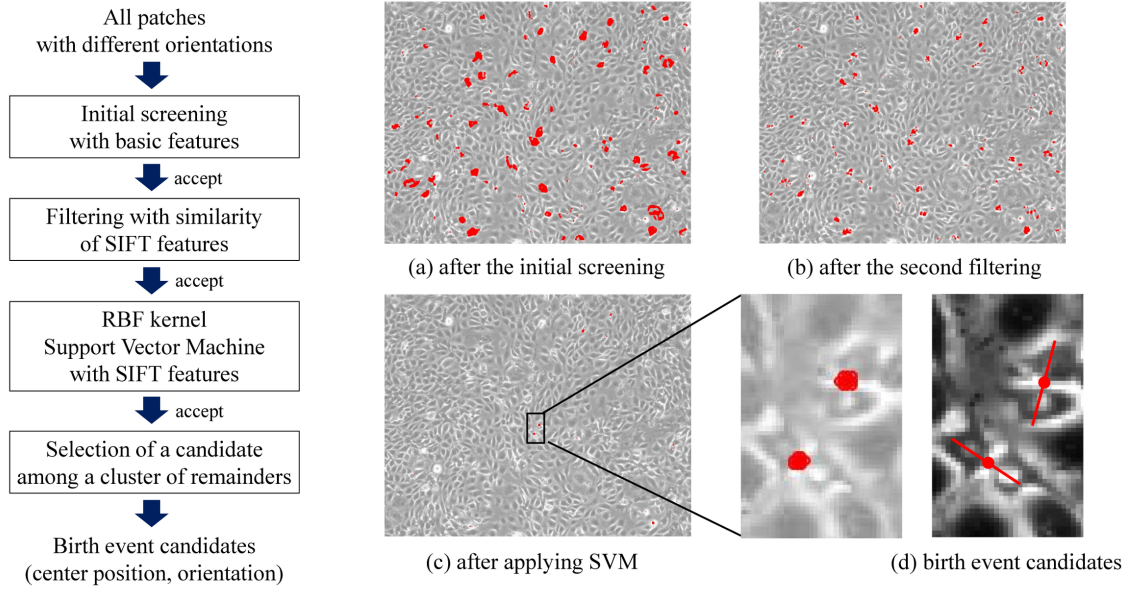 All patches
with different orientations
Initial screening
with basic features
accept
Filtering with similarity
of SIFT features
accept
RBF kernel
Support Vector Machine
with SIFT features
accept
Selection of a candidate
among a cluster of remainders
Birth event candidates
(center position, orientation)
(a) after the initial screening
(b) after the second filtering
(c) after applying SVM
(d) birth event candidates